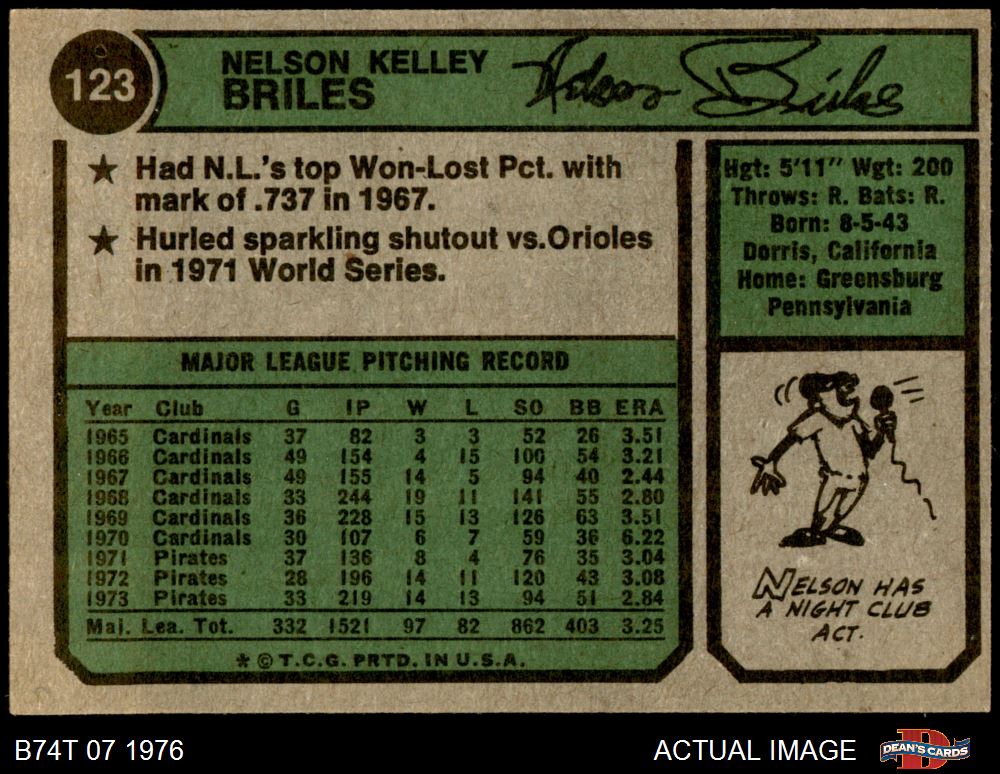 123
NELSON KELLEY
BRILES
Nelson Briles
★ Had N.L.'s top Won-Lost Pct. with
mark of .737 in 1967.
★ Hurled sparkling shutout vs.Orioles
in 1971 World Series.
Hgt: 5'11" Wgt: 200
Throws: R. Bats: R.
Born: 8-5-43
Dorris, California
Home: Greensburg
Pennsylvania
MAJOR LEAGUE PITCHING RECORD
Year Club G IP W L SO BB ERA
1965 Cardinals 37 82 3 3 52 26 3.51
1966 Cardinals 49 154 4 15 100 54 3.21
1967 Cardinals 49 155 14 5 94 40 2.44
1968 Cardinals 33 244 19 11 141 55 2.80
1969 Cardinals 36 228 15 13 126 63 3.51
1970 Cardinals 30 107 6 7 59 36 6.22
1971 Pirates 37 136 8 4 76 35 3.04
1972 Pirates 28 196 14 11 120 43 3.08
1973 Pirates 33 219 14 13 94 51 2.84
Maj. Lea. Tot. 332 1521 97 82 862 403 3.25
* © T.C.G. PRTD. IN U.S.A.
NELSON HAS
A NIGHT CLUB
ACT.
B74T 07 1976
ACTUAL IMAGE
DEAN'S CARDS